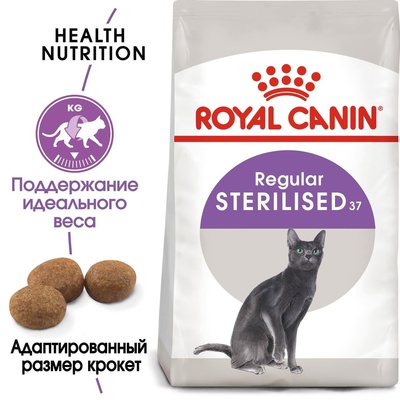 HEALTH
NUTRITION
KG
Поддержание
идеального
веса
Адаптированный
размер крокет
ROYAL CANIN
Regular
STERILISED 37